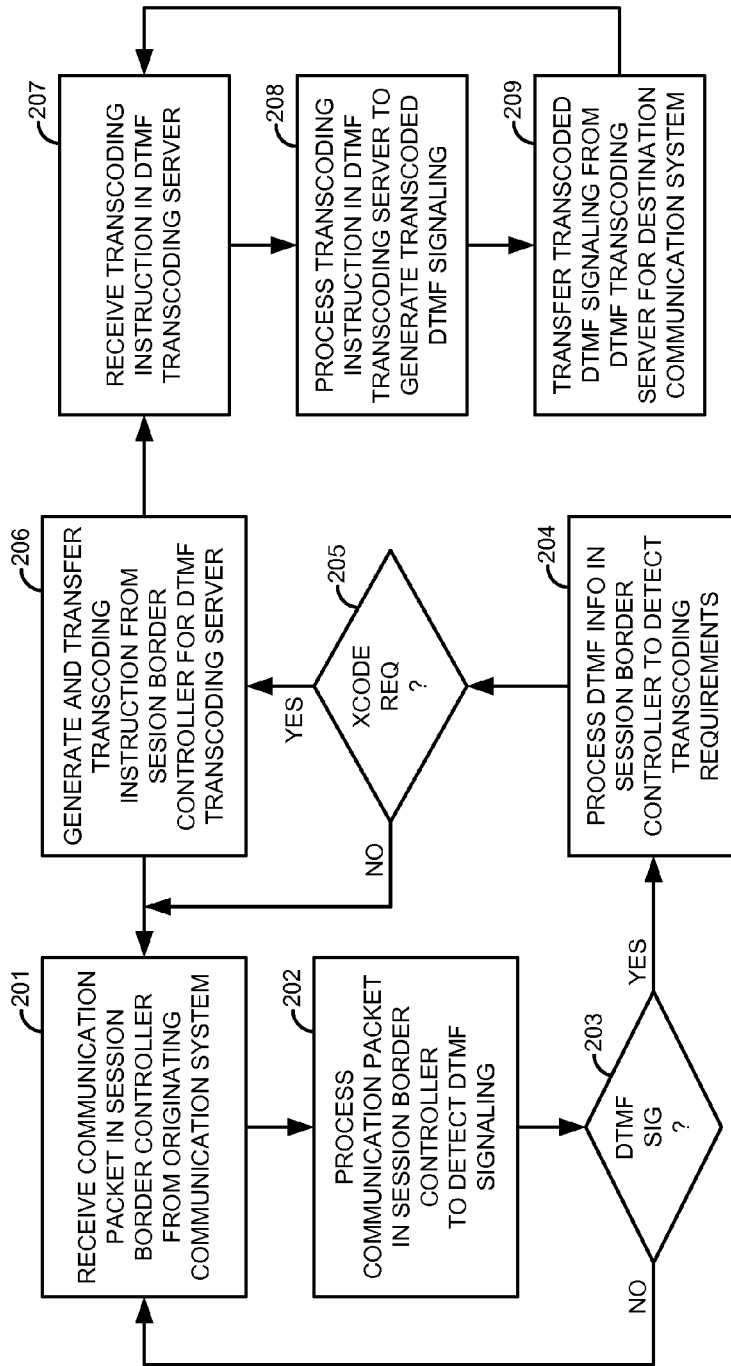 201
RECEIVE COMMUNICATION
PACKET IN SESSION
BORDER CONTROLLER
FROM ORIGINATING
COMMUNICATION SYSTEM
202
PROCESS
COMMUNICATION PACKET
IN SESSION BORDER
CONTROLLER
TO DETECT DTMF
SIGNALING
203
DTMF
SIG
?
NO
YES
204
PROCESS DTMF INFO IN
SESSION BORDER
CONTROLLER TO DETECT
TRANSCODING
REQUIREMENTS
205
XCODE
REQ
?
NO
YES
206
GENERATE AND TRANSFER
TRANSCODING
INSTRUCTION FROM
SESION BORDER
CONTROLLER FOR DTMF
TRANSCODING SERVER
207
RECEIVE TRANSCODING
INSTRUCTION IN DTMF
TRANSCODING SERVER
208
PROCESS TRANSCODING
INSTRUCTION IN DTMF
TRANSCODING SERVER TO
GENERATE TRANSCODED
DTMF SIGNALING
209
TRANSFER TRANSCODED
DTMF SIGNALING FROM
DTMF TRANSCODING
SERVER FOR DESTINATION
COMMUNICATION SYSTEM